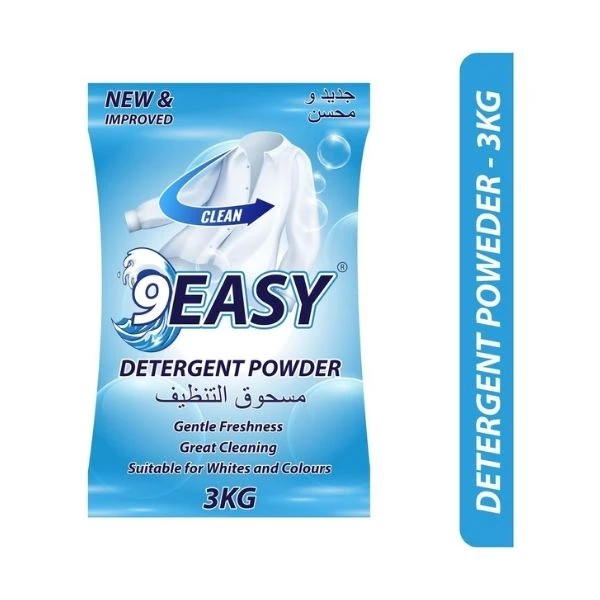 NEW &
IMPROVED
جديد و
محسن
CLEAN
9EASY®
DETERGENT POWDER
مسحوق التنظيف
Gentle Freshness
Great Cleaning
Suitable for Whites and Colours
3KG
DETERGENT POWEDER - 3KG